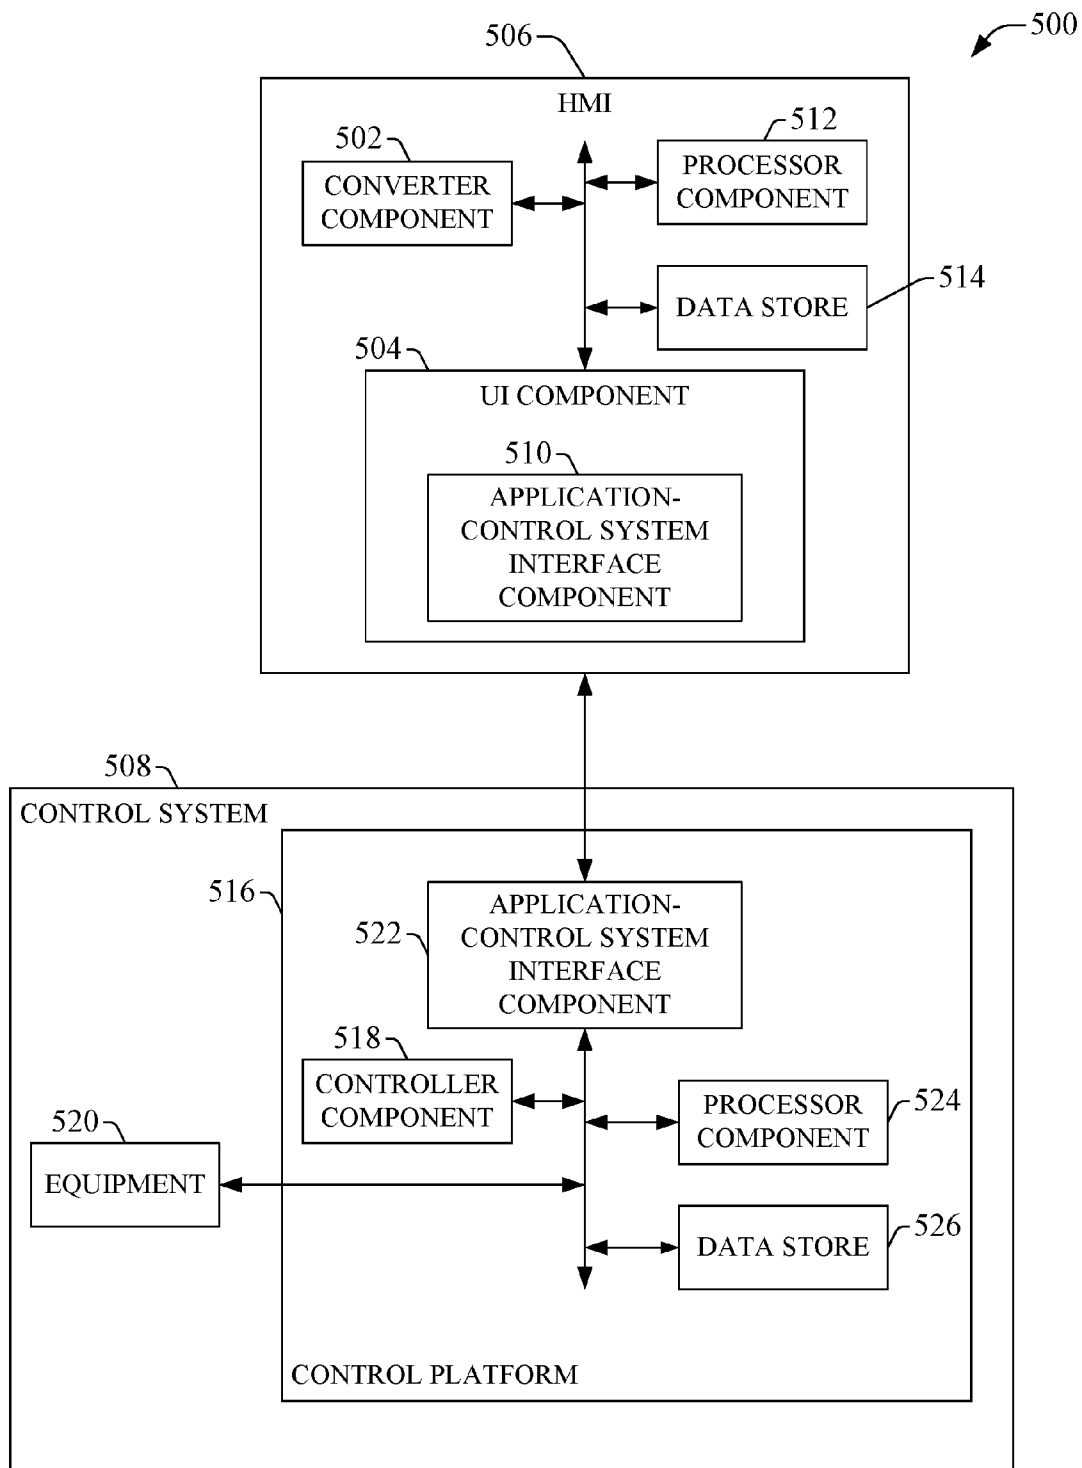 500
506
HMI
502
512
CONVERTER
COMPONENT
PROCESSOR
COMPONENT
514
DATA STORE
504
UI COMPONENT
510
APPLICATION-
CONTROL SYSTEM
INTERFACE
COMPONENT
508
CONTROL SYSTEM
516
522
APPLICATION-
CONTROL SYSTEM
INTERFACE
COMPONENT
518
CONTROLLER
COMPONENT
524
PROCESSOR
COMPONENT
520
EQUIPMENT
526
DATA STORE
CONTROL PLATFORM